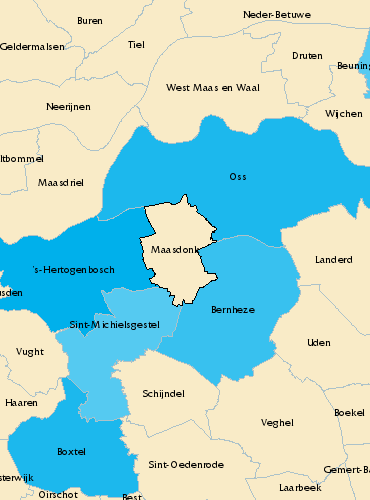 Neder-Betuwe
Buren
Geldermalsen
Tiel
Druten
Beuning
West Maas en Waal
Neerijnen
Wijchen
ltbommel
Maasdriel
Oss
Maasdonk
Landerd
's-Hertogenbosch
usden
Bernheze
Sint-Michielsgestel
Uden
Vught
Schijndel
Haaren
Boekel
Veghel
Boxtel
Sint-Oedenrode
Gemert-Ba
sterwijk
Laarbeek
Oirschot
Best